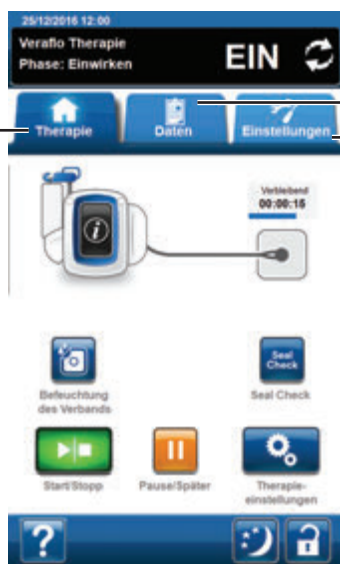 25/12/2016 12:00
Veraflo Therapie
Phase: Einwirken
EIN
Therapie
Daten
Einstellungen
Verbleibend
00:00:15
Befeuchtung
des Verbands
Seal
Check
Seal Check
Start/Stopp
Pause/Später
Therapie-
einstellungen
?